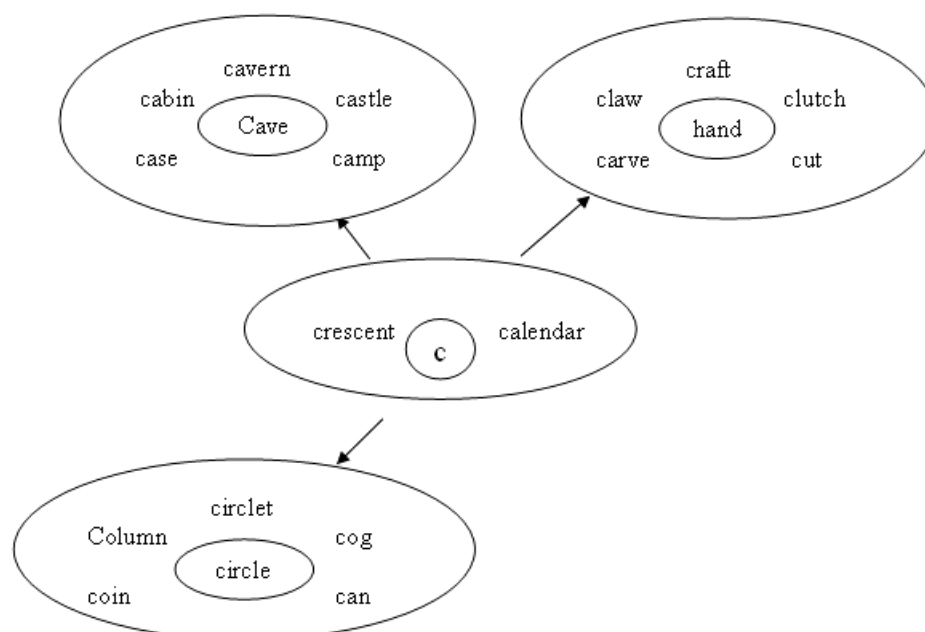 cavern
cabin
castle
Cave
case
camp
craft
claw
clutch
hand
carve
cut
crescent
calendar
c
circlet
Column
cog
circle
coin
can